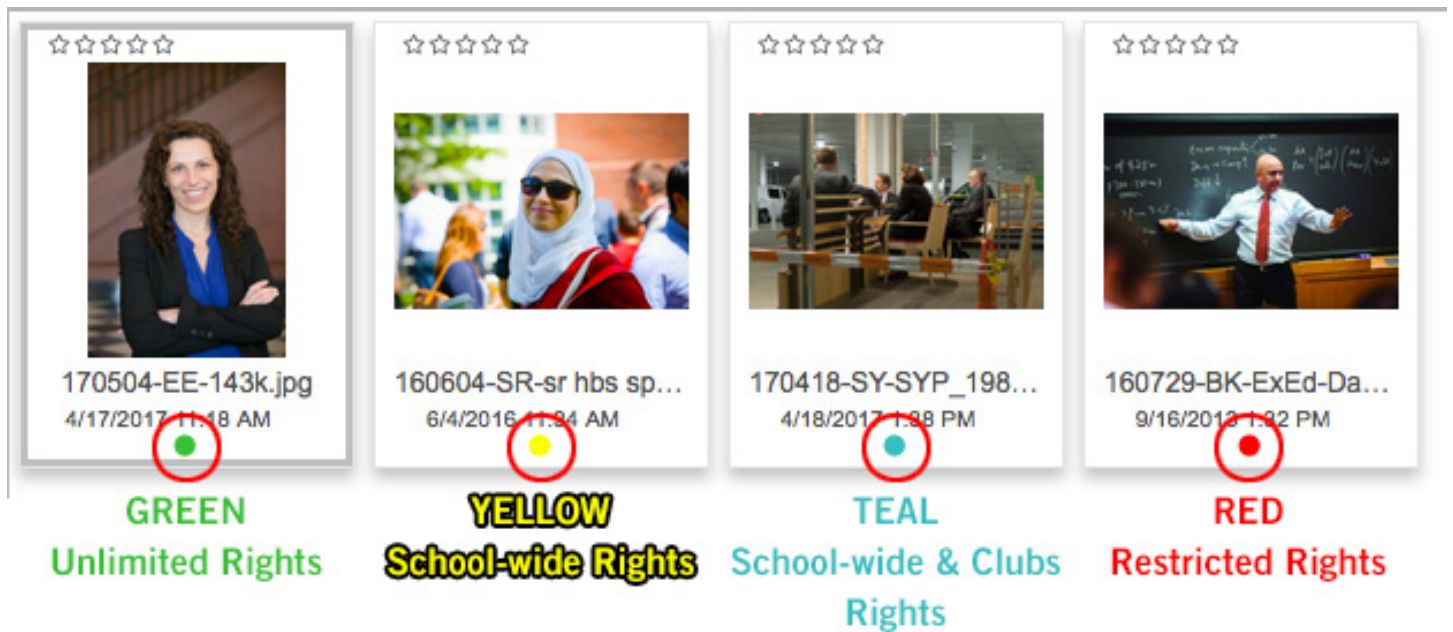 170504-EE-143k.jpg
4/17/2017 11:18 AM
GREEN
Unlimited Rights
160604-SR-sr hbs sp...
6/4/2016 11:34 AM
YELLOW
School-wide Rights
170418-SY-SYP_198...
4/18/2017 1:38 PM
TEAL
School-wide & Clubs
Rights
160729-BK-ExEd-Da...
9/16/2013 1:32 PM
RED
Restricted Rights